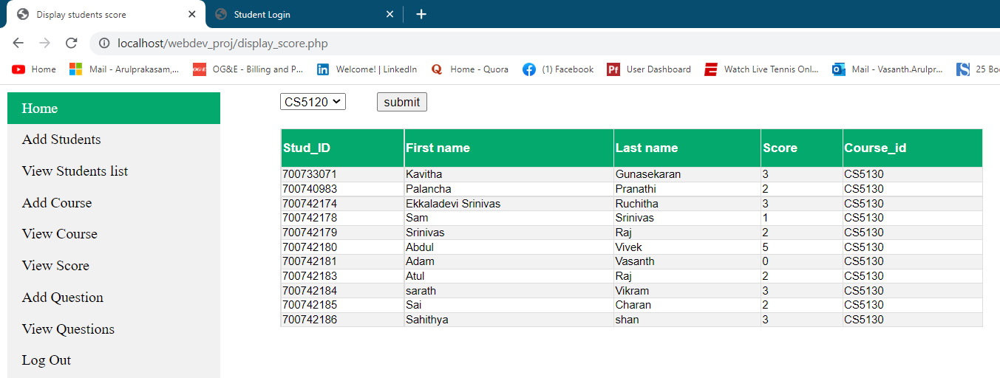 Display students score
Student Login
localhost/webdev_proj/display_score.php
Home Mail - Arulprakasam,... OG&E OG&E - Billing and P... Welcome! | LinkedIn Home - Quora (1) Facebook Pf User Dashboard Watch Live Tennis Onl... Mail - Vasanth.Arulpr... 25 Bo
Home
Add Students
View Students list
Add Course
View Course
View Score
Add Question
View Questions
Log Out
CS5120 submit
Stud_ID First name Last name Score Course_id
700733071 Kavitha Gunasekaran 3 CS5130
700740983 Palancha Pranathi 2 CS5130
700742174 Ekkaladevi Srinivas Ruchitha 3 CS5130
700742178 Sam Srinivas 1 CS5130
700742179 Srinivas Raj 2 CS5130
700742180 Abdul Vivek 5 CS5130
700742181 Adam Vasanth 0 CS5130
700742183 Atul Raj 2 CS5130
700742184 sarath Vikram 3 CS5130
700742185 Sai Charan 2 CS5130
700742186 Sahithya shan 3 CS5130